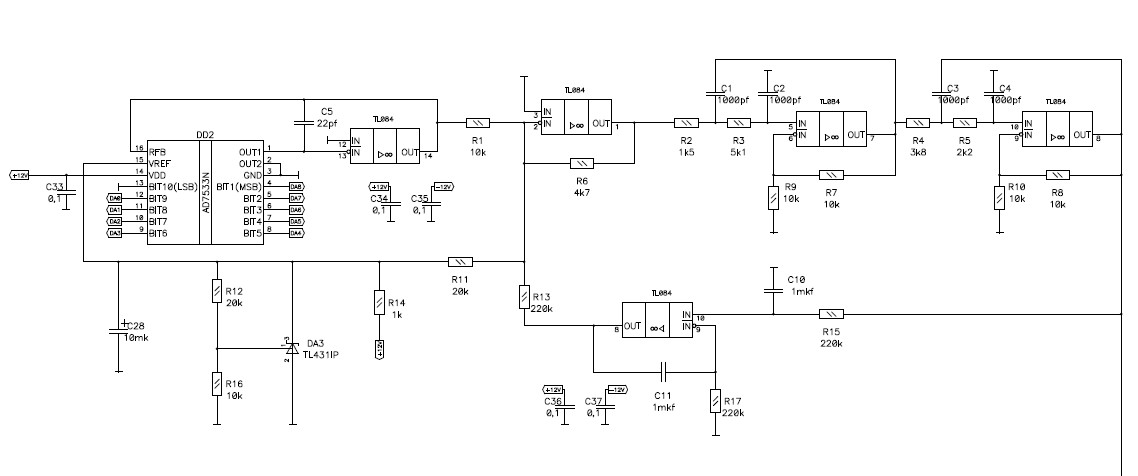 TL084
TL084
IN
IN
OUT
3
2
1
▷∞
C5
22pf
TL084
IN
IN
OUT
12
13
14
▷∞
R1
10k
R2
1k5
R3
5k1
C1
1000pf
C2
1000pf
TL084
IN
IN
OUT
5
6
7
▷∞
R4
3k8
R5
2k2
C3
1000pf
C4
1000pf
IN
IN
OUT
10
9
8
▷∞
R6
4k7
R9
10k
R7
10k
R10
10k
R8
10k
DD2
AD7533N
16 RFB OUT1 1
15 VREF OUT2 2
14 VDD GND 3
13 BIT10(LSB) BIT1(MSB) 4 DA8
DA0 12 BIT9 BIT2 5 DA7
DA1 11 BIT8 BIT3 6 DA6
DA2 10 BIT7 BIT4 7 DA5
DA3 9 BIT6 BIT5 8 DA4
+12V
C33
0,1
+12V
-12V
C34
0,1
C35
0,1
R11
20k
R12
20k
R13
220k
R14
1k
+12V
C28
10mk
+
DA3
TL431IP
1
3
2
R16
10k
TL084
OUT
IN
IN
8
10
9
∞◁
C10
1mkf
R15
220k
C11
1mkf
R17
220k
+12V
-12V
C36
0,1
C37
0,1